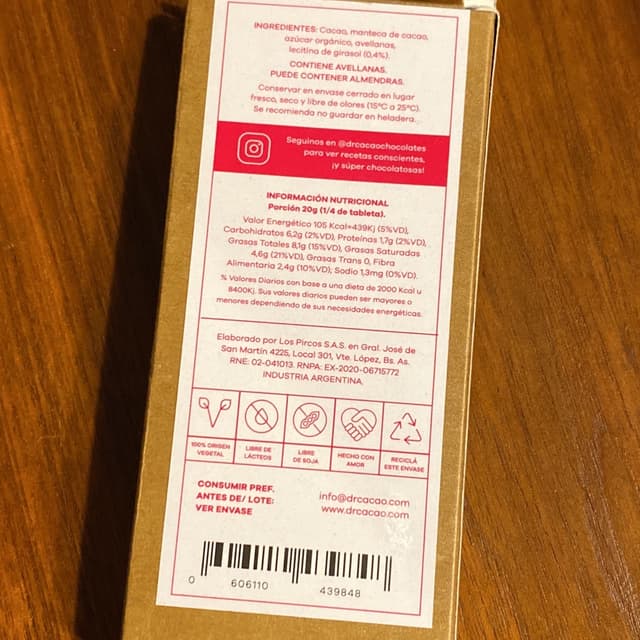 INGREDIENTES: Cacao, manteca de cacao,
azúcar orgánico, avellanas,
lecitina de girasol (0,4%).
CONTIENE AVELLANAS.
PUEDE CONTENER ALMENDRAS.
Conservar en envase cerrado en lugar
fresco, seco y libre de olores (15°C a 25°C).
Se recomienda no guardar en heladera.
Seguinos en @drcacaochocolates
para ver recetas conscientes,
¡y súper chocolatosas!
INFORMACIÓN NUTRICIONAL
Porción 20g (1/4 de tableta).
Valor Energético 105 Kcal=439Kj (5%VD),
Carbohidratos 6,2g (2%VD), Proteínas 1,7g (2%VD),
Grasas Totales 8,1g (15%VD), Grasas Saturadas
4,6g (21%VD), Grasas Trans 0, Fibra
Alimentaria 2,4g (10%VD); Sodio 1,3mg (0%VD).
% Valores Diarios con base a una dieta de 2000 Kcal u
8400Kj. Sus valores diarios pueden ser mayores o
menores dependiendo de sus necesidades energéticas.
Elaborado por Los Pircos S.A.S. en Gral. José de
San Martín 4225, Local 301, Vte. López, Bs. As.
RNE: 02-041013. RNPA: EX-2020-06715772
INDUSTRIA ARGENTINA.
100% ORIGEN
VEGETAL
LIBRE DE
LÁCTEOS
LIBRE
DE SOJA
HECHO CON
AMOR
RECICLÁ
ESTE ENVASE
CONSUMIR PREF.
ANTES DE/ LOTE:
VER ENVASE
info@drcacao.com
www.drcacao.com
0 606110 439848